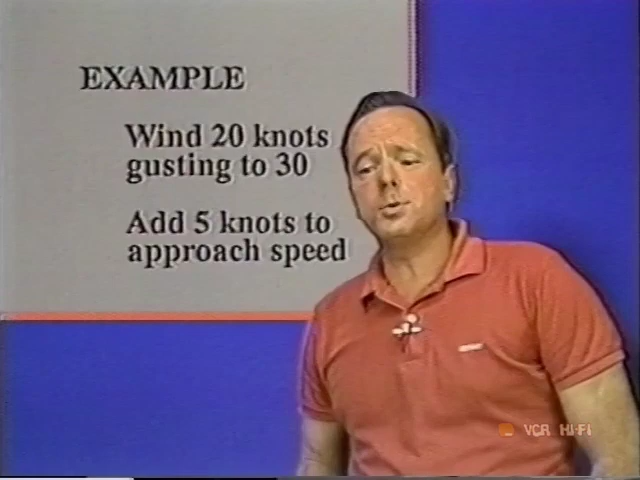 EXAMPLE
Wind 20 knots
gusting to 30
Add 5 knots to
approach speed
VCR HI-FI